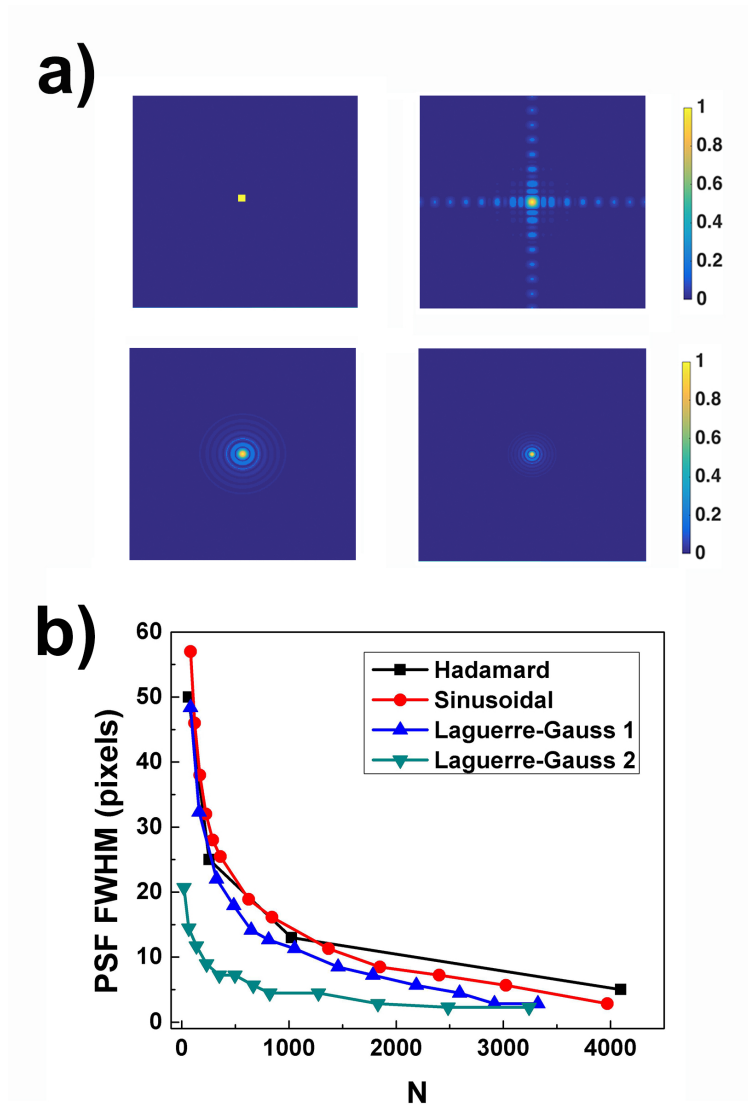 a)
1
0.8
0.6
0.4
0.2
0
1
0.8
0.6
0.4
0.2
0
b)
PSF FWHM (pixels)
60
50
40
30
20
10
0
Hadamard
Sinusoidal
Laguerre-Gauss 1
Laguerre-Gauss 2
0 1000 2000 3000 4000
N